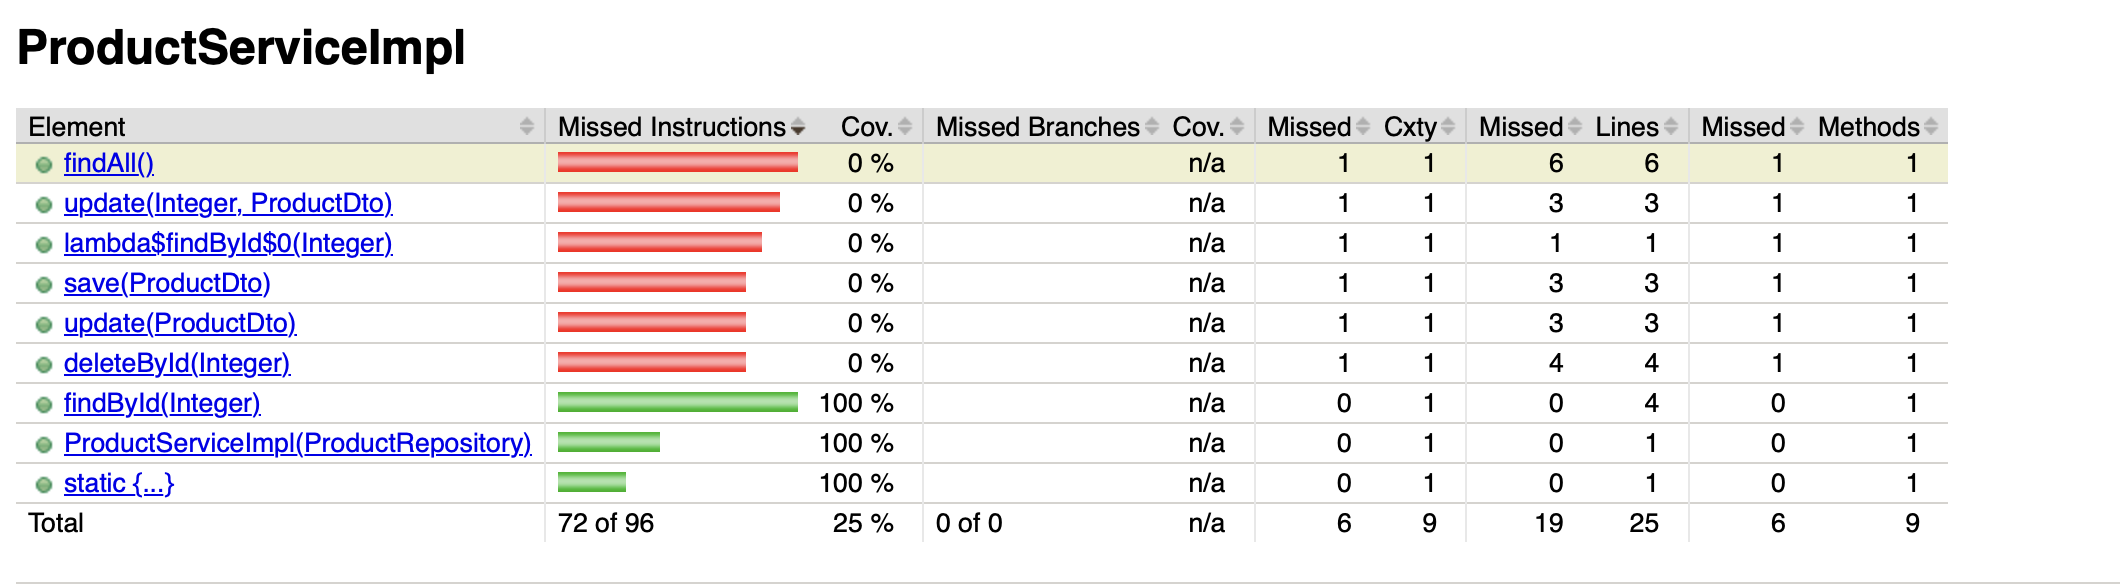 ProductServiceImpl
Element Missed Instructions Cov. Missed Branches Cov. Missed Cxty Missed Lines Missed Methods
findAll() 0 % n/a 1 1 6 6 1 1
update(Integer, ProductDto) 0 % n/a 1 1 3 3 1 1
lambda$findById$0(Integer) 0 % n/a 1 1 1 1 1 1
save(ProductDto) 0 % n/a 1 1 3 3 1 1
update(ProductDto) 0 % n/a 1 1 3 3 1 1
deleteById(Integer) 0 % n/a 1 1 4 4 1 1
findById(Integer) 100 % n/a 0 1 0 4 0 1
ProductServiceImpl(ProductRepository) 100 % n/a 0 1 0 1 0 1
static {...} 100 % n/a 0 1 0 1 0 1
Total 72 of 96 25 % 0 of 0 n/a 6 9 19 25 6 9